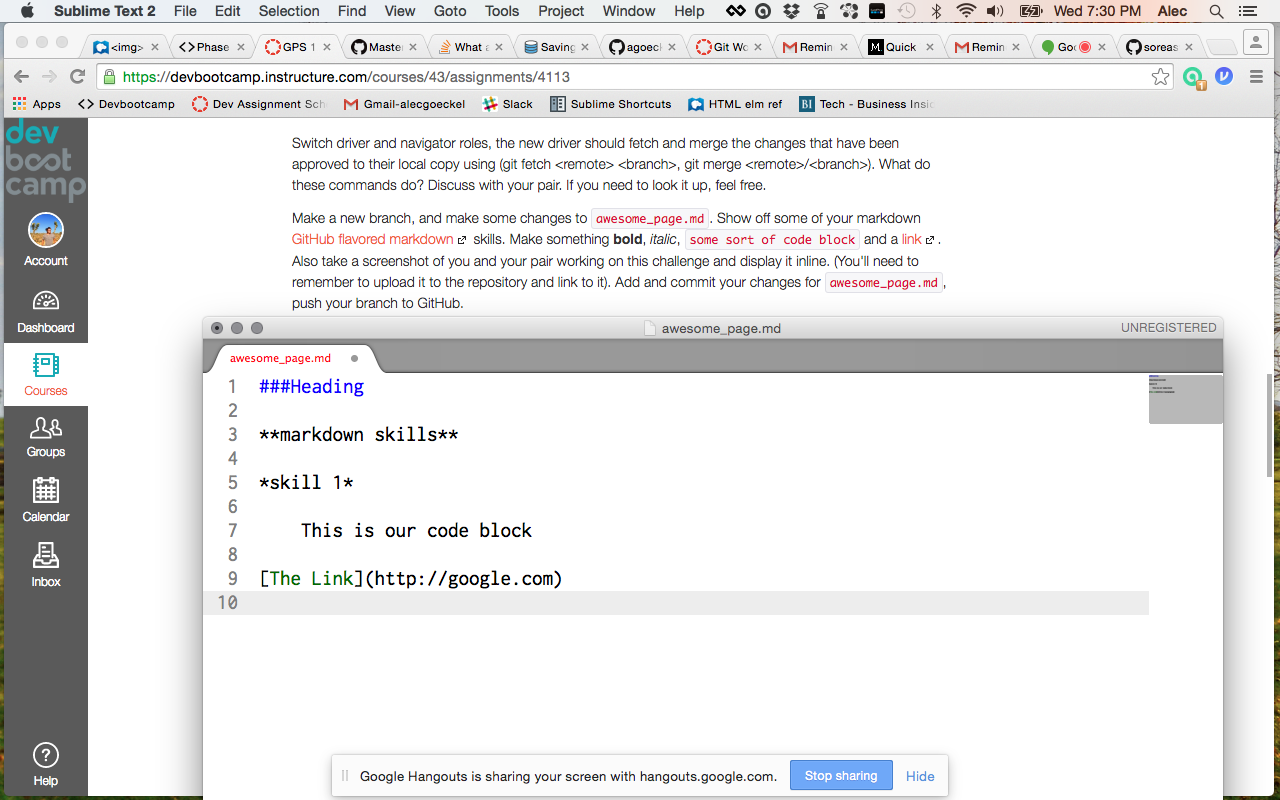 Sublime Text 2 File Edit Selection Find View Goto Tools Project Window Help Wed 7:30 PM Alec
<img> Phase GPS 1 Master What a Saving agoeck Git Wo Remin Quick Remin Goo soreas
https://devbootcamp.instructure.com/courses/43/assignments/4113
Apps <> Devbootcamp Dev Assignment Sch Gmail-alecgoeckel Slack Sublime Shortcuts HTML elm ref BI Tech - Business Insid
dev
bootcamp
Account
Dashboard
Courses
Groups
Calendar
Inbox
Help
Switch driver and navigator roles, the new driver should fetch and merge the changes that have been
approved to their local copy using (git fetch <remote> <branch>, git merge <remote>/<branch>). What do
these commands do? Discuss with your pair. If you need to look it up, feel free.
Make a new branch, and make some changes to awesome_page.md. Show off some of your markdown
GitHub flavored markdown skills. Make something bold, italic, some sort of code block and a link .
Also take a screenshot of you and your pair working on this challenge and display it inline. (You'll need to
remember to upload it to the repository and link to it). Add and commit your changes for awesome_page.md,
push your branch to GitHub.
awesome_page.md UNREGISTERED
awesome_page.md
1 ###Heading
2
3 **markdown skills**
4
5 *skill 1*
6
7 This is our code block
8
9 [The Link](http://google.com)
10
Google Hangouts is sharing your screen with hangouts.google.com. Stop sharing Hide